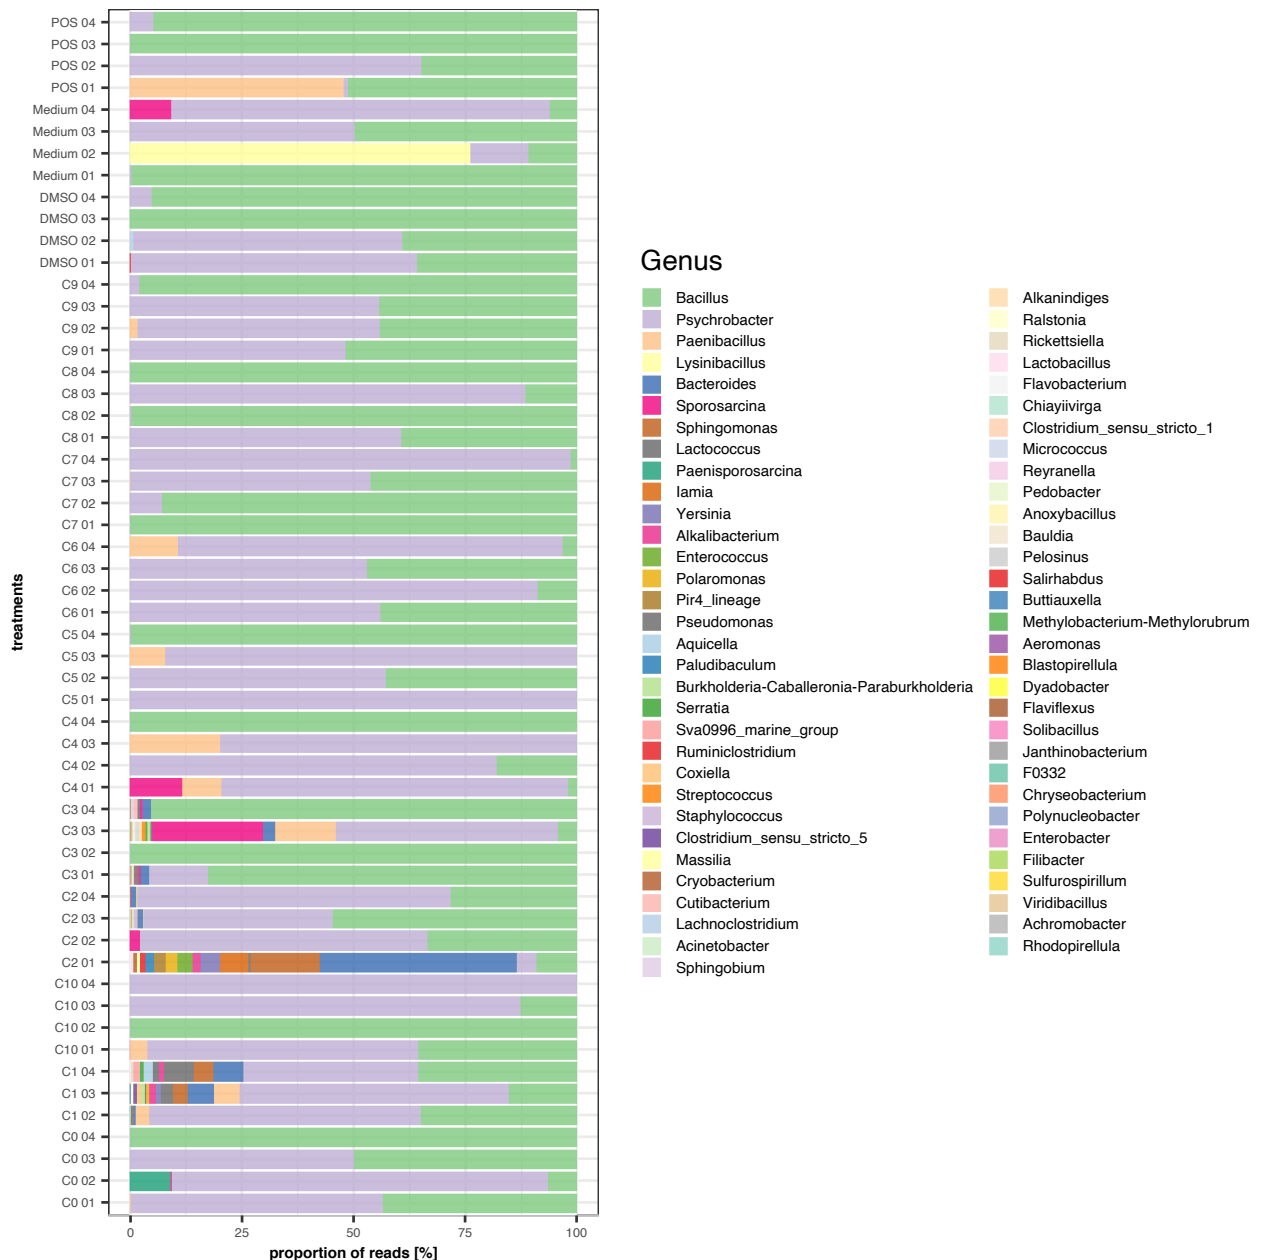 POS 04
POS 03
POS 02
POS 01
Medium 04
Medium 03
Medium 02
Medium 01
DMSO 04
DMSO 03
DMSO 02
DMSO 01
C9 04
C9 03
C9 02
C9 01
C8 04
C8 03
C8 02
C8 01
C7 04
C7 03
C7 02
C7 01
C6 04
C6 03
C6 02
C6 01
C5 04
C5 03
C5 02
C5 01
C4 04
C4 03
C4 02
C4 01
C3 04
C3 03
C3 02
C3 01
C2 04
C2 03
C2 02
C2 01
C10 04
C10 03
C10 02
C10 01
C1 04
C1 03
C1 02
C0 04
C0 03
C0 02
C0 01
treatments
0 25 50 75 100
proportion of reads [%]
Genus
Bacillus
Psychrobacter
Paenibacillus
Lysinibacillus
Bacteroides
Sporosarcina
Sphingomonas
Lactococcus
Paenisporosarcina
Iamia
Yersinia
Alkalibacterium
Enterococcus
Polaromonas
Pir4_lineage
Pseudomonas
Aquicella
Paludibaculum
Burkholderia-Caballeronia-Paraburkholderia
Serratia
Sva0996_marine_group
Ruminiclostridium
Coxiella
Streptococcus
Staphylococcus
Clostridium_sensu_stricto_5
Massilia
Cryobacterium
Cutibacterium
Lachnoclostridium
Acinetobacter
Sphingobium
Alkanindiges
Ralstonia
Rickettsiella
Lactobacillus
Flavobacterium
Chiayiivirga
Clostridium_sensu_stricto_1
Micrococcus
Reyranella
Pedobacter
Anoxybacillus
Bauldia
Pelosinus
Salirhabdus
Buttiauxella
Methylobacterium-Methylorubrum
Aeromonas
Blastopirellula
Dyadobacter
Flaviflexus
Solibacillus
Janthinobacterium
F0332
Chryseobacterium
Polynucleobacter
Enterobacter
Filibacter
Sulfurospirillum
Viridibacillus
Achromobacter
Rhodopirellula